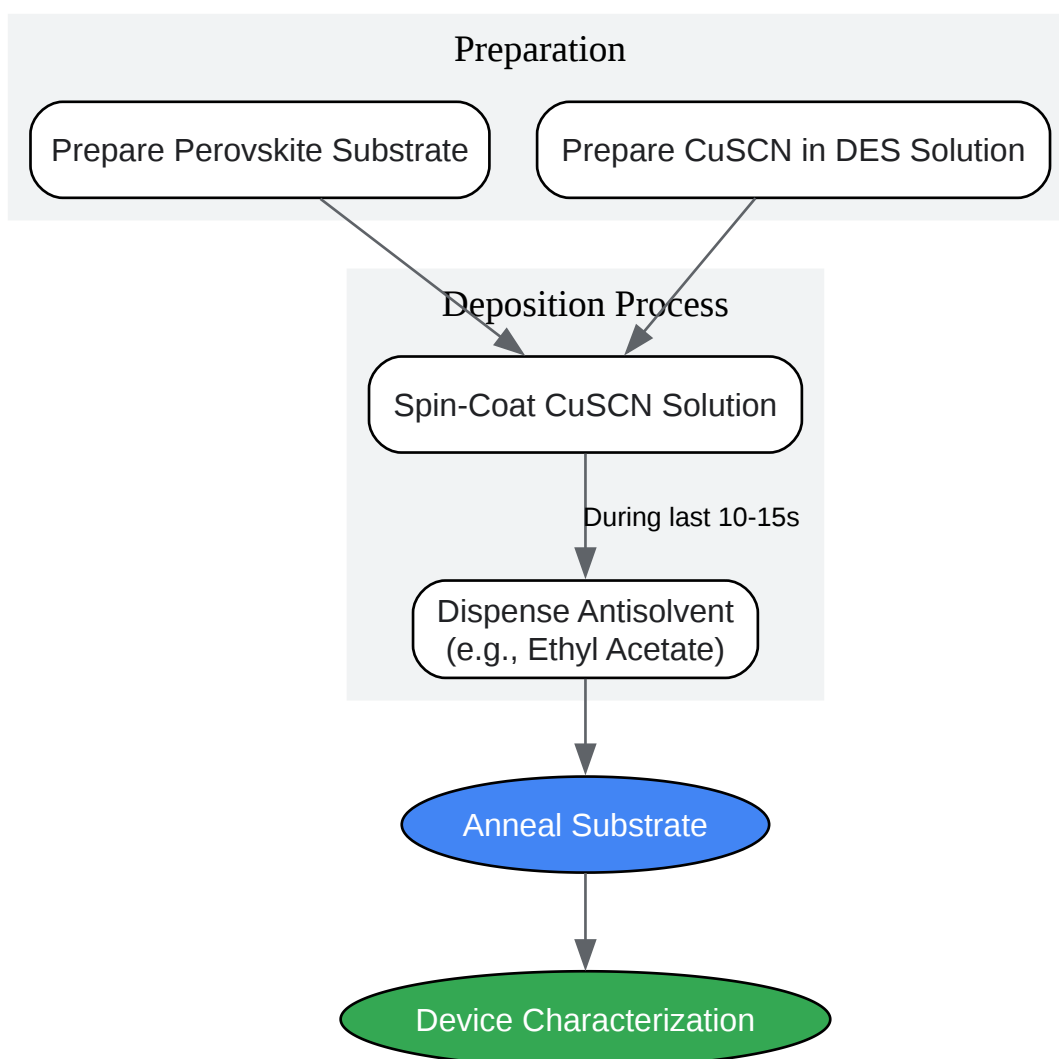 Preparation
Prepare Perovskite Substrate
Prepare CuSCN in DES Solution
Deposition Process
Spin-Coat CuSCN Solution
During last 10-15s
Dispense Antisolvent
(e.g., Ethyl Acetate)
Anneal Substrate
Device Characterization